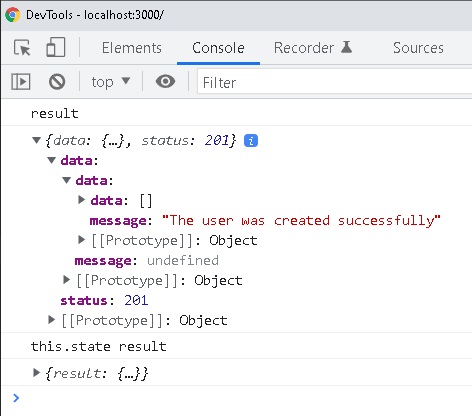 DevTools - localhost:3000/
Elements Console Recorder Sources
top ▼ Filter
result
▼ {data: {…}, status: 201} i
▼ data:
▼ data:
▶ data: []
message: "The user was created successfully"
▶ [[Prototype]]: Object
message: undefined
▶ [[Prototype]]: Object
status: 201
▶ [[Prototype]]: Object
this.state result
▶ {result: {…}}
>